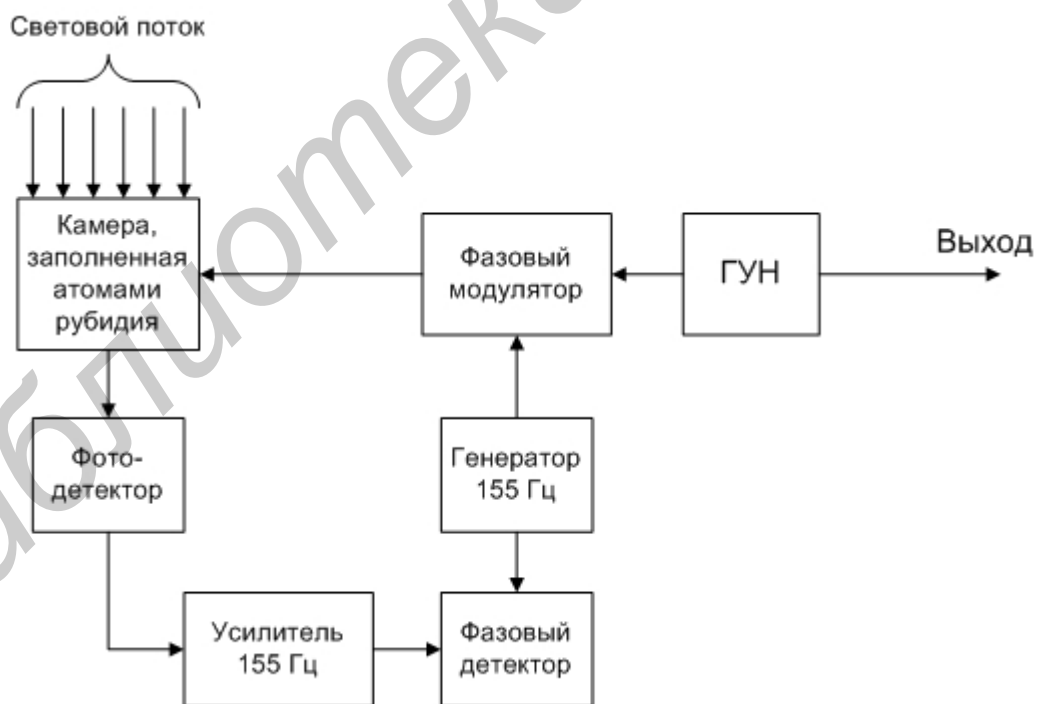 Световой поток
Камера,
заполненная
атомами
рубидия
Фазовый
модулятор
ГУН
Выход
Фото-
детектор
Генератор
155 Гц
Усилитель
155 Гц
Фазовый
детектор
блиотека